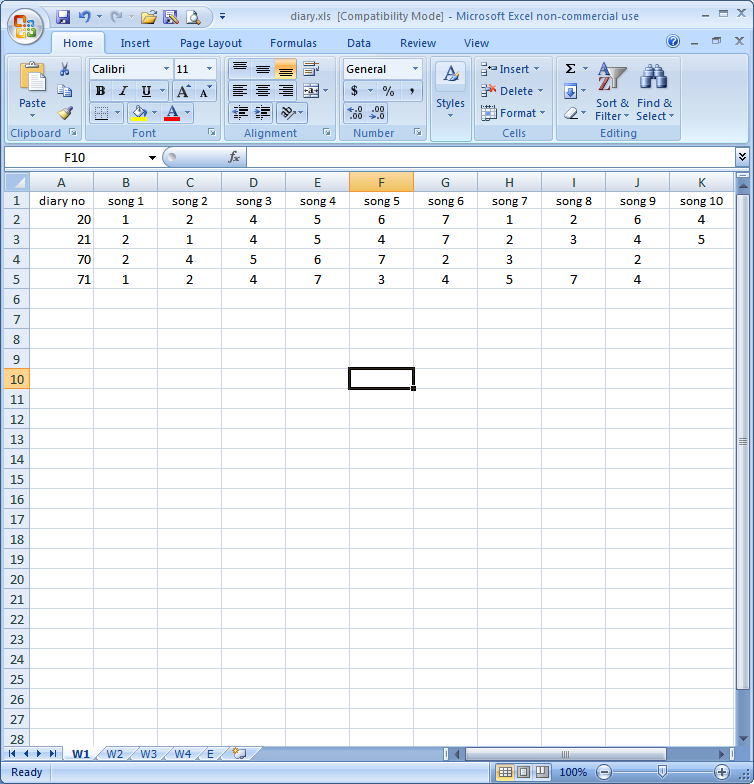 diary.xls [Compatibility Mode] - Microsoft Excel non-commercial use
Home Insert Page Layout Formulas Data Review View
Calibri 11 General Insert Σ
Paste B I U A A $ % , Styles Delete Sort & Filter Find & Select
A .00 .0 Format
Clipboard Font Alignment Number Cells Editing
F10 fx
A B C D E F G H I J K
1 diary no song 1 song 2 song 3 song 4 song 5 song 6 song 7 song 8 song 9 song 10
2 20 1 2 4 5 6 7 1 2 6 4
3 21 2 1 4 5 4 7 2 3 4 5
4 70 2 4 5 6 7 2 3 2
5 71 1 2 4 7 3 4 5 7 4
6
7
8
9
10
11
12
13
14
15
16
17
18
19
20
21
22
23
24
25
26
27
28
W1 W2 W3 W4 E
Ready 100%